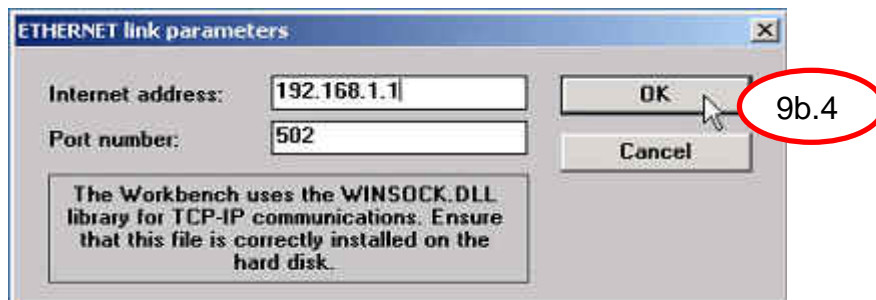 ETHERNET link parameters
Internet address: 192.168.1.1 OK
9b.4
Port number: 502
Cancel
The Workbench uses the WINSOCK.DLL
library for TCP-IP communications. Ensure
that this file is correctly installed on the
hard disk.